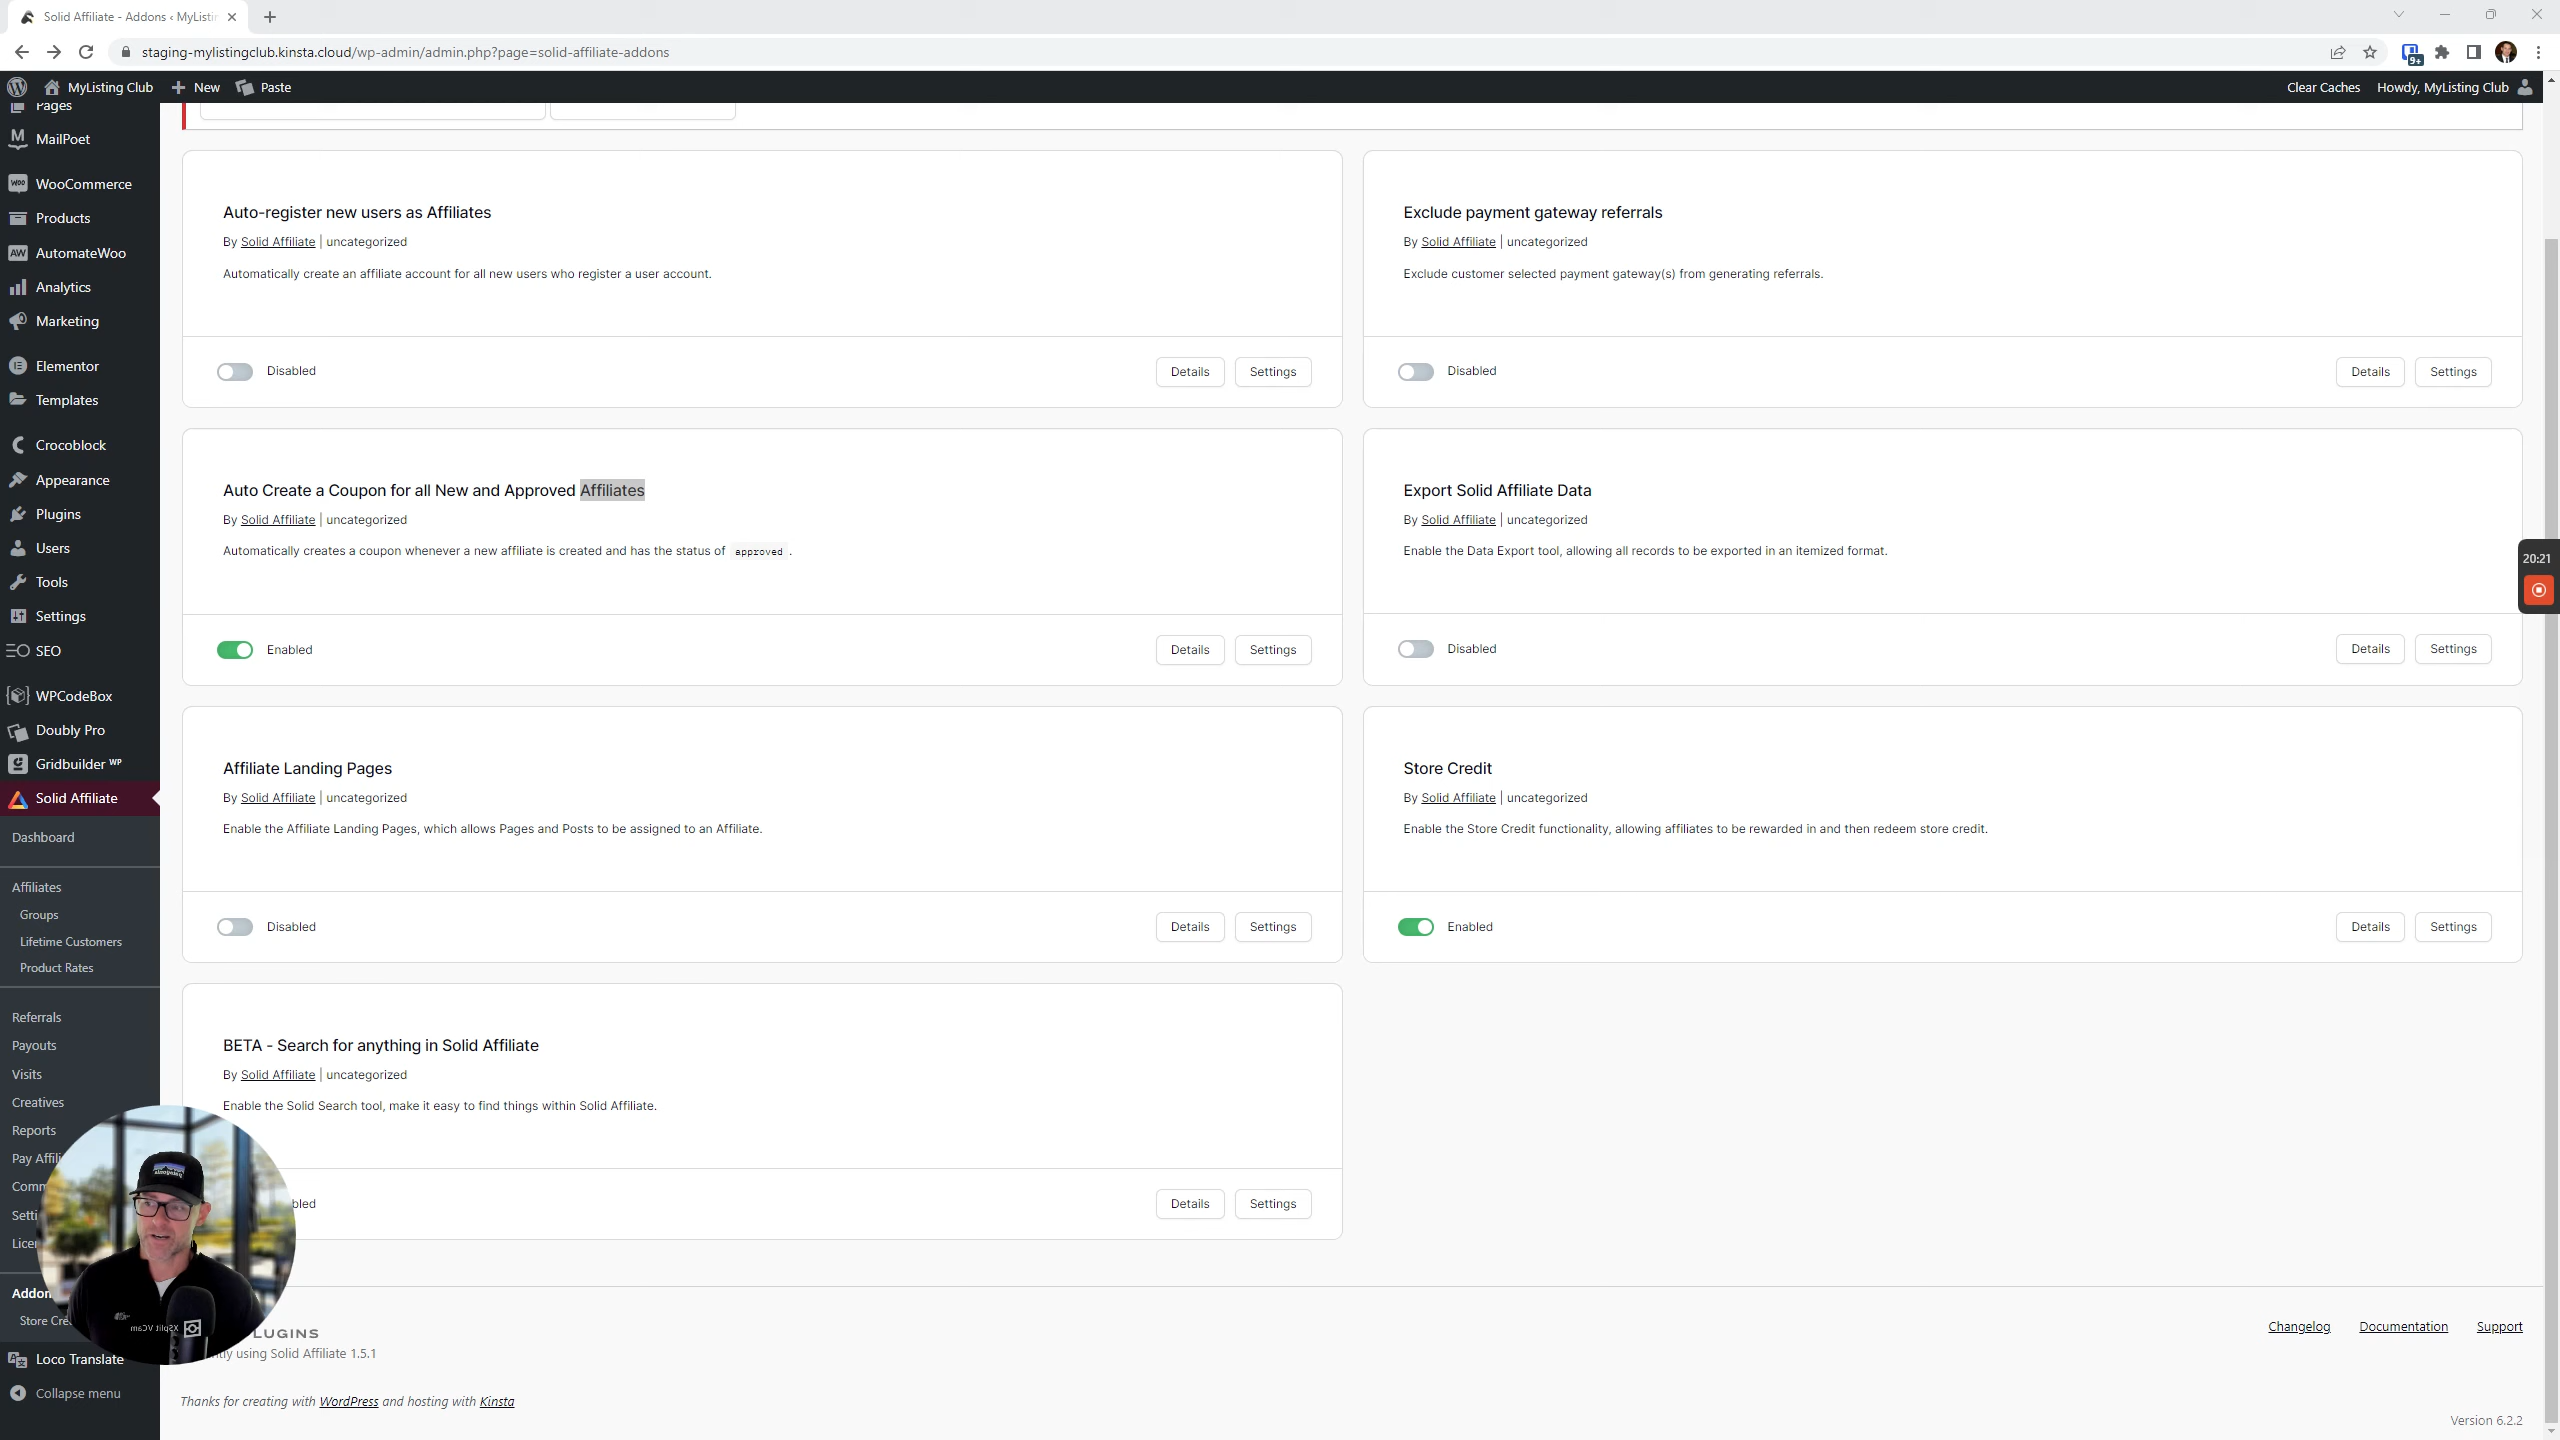 Solid Affiliate - Addons ‹ MyListin
staging-mylistingclub.kinsta.cloud/wp-admin/admin.php?page=solid-affiliate-addons
9+
MyListing Club
New
Paste
Clear Caches
Howdy, MyListing Club
Pages
MailPoet
WooCommerce
Products
AutomateWoo
Analytics
Marketing
Elementor
Templates
Crocoblock
Appearance
Plugins
Users
Tools
Settings
SEO
WPCodeBox
Doubly Pro
Gridbuilder WP
Solid Affiliate
Dashboard
Affiliates
Groups
Lifetime Customers
Product Rates
Referrals
Payouts
Visits
Creatives
Reports
Pay Affili
Comm
Setti
Licen
Addon
Store Cre
Loco Translate
Collapse menu
Auto-register new users as Affiliates
By Solid Affiliate | uncategorized
Automatically create an affiliate account for all new users who register a user account.
Disabled
Details
Settings
Exclude payment gateway referrals
By Solid Affiliate | uncategorized
Exclude customer selected payment gateway(s) from generating referrals.
Disabled
Details
Settings
Auto Create a Coupon for all New and Approved Affiliates
By Solid Affiliate | uncategorized
Automatically creates a coupon whenever a new affiliate is created and has the status of approved .
Enabled
Details
Settings
Export Solid Affiliate Data
By Solid Affiliate | uncategorized
Enable the Data Export tool, allowing all records to be exported in an itemized format.
Disabled
Details
Settings
20:21
Affiliate Landing Pages
By Solid Affiliate | uncategorized
Enable the Affiliate Landing Pages, which allows Pages and Posts to be assigned to an Affiliate.
Disabled
Details
Settings
Store Credit
By Solid Affiliate | uncategorized
Enable the Store Credit functionality, allowing affiliates to be rewarded in and then redeem store credit.
Enabled
Details
Settings
BETA - Search for anything in Solid Affiliate
By Solid Affiliate | uncategorized
Enable the Solid Search tool, make it easy to find things within Solid Affiliate.
bled
Details
Settings
XSplit VCam
LUGINS
tly using Solid Affiliate 1.5.1
Changelog
Documentation
Support
Thanks for creating with WordPress and hosting with Kinsta
Version 6.2.2